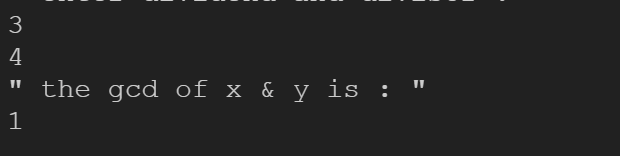 3
4
" the gcd of x & y is : "
1